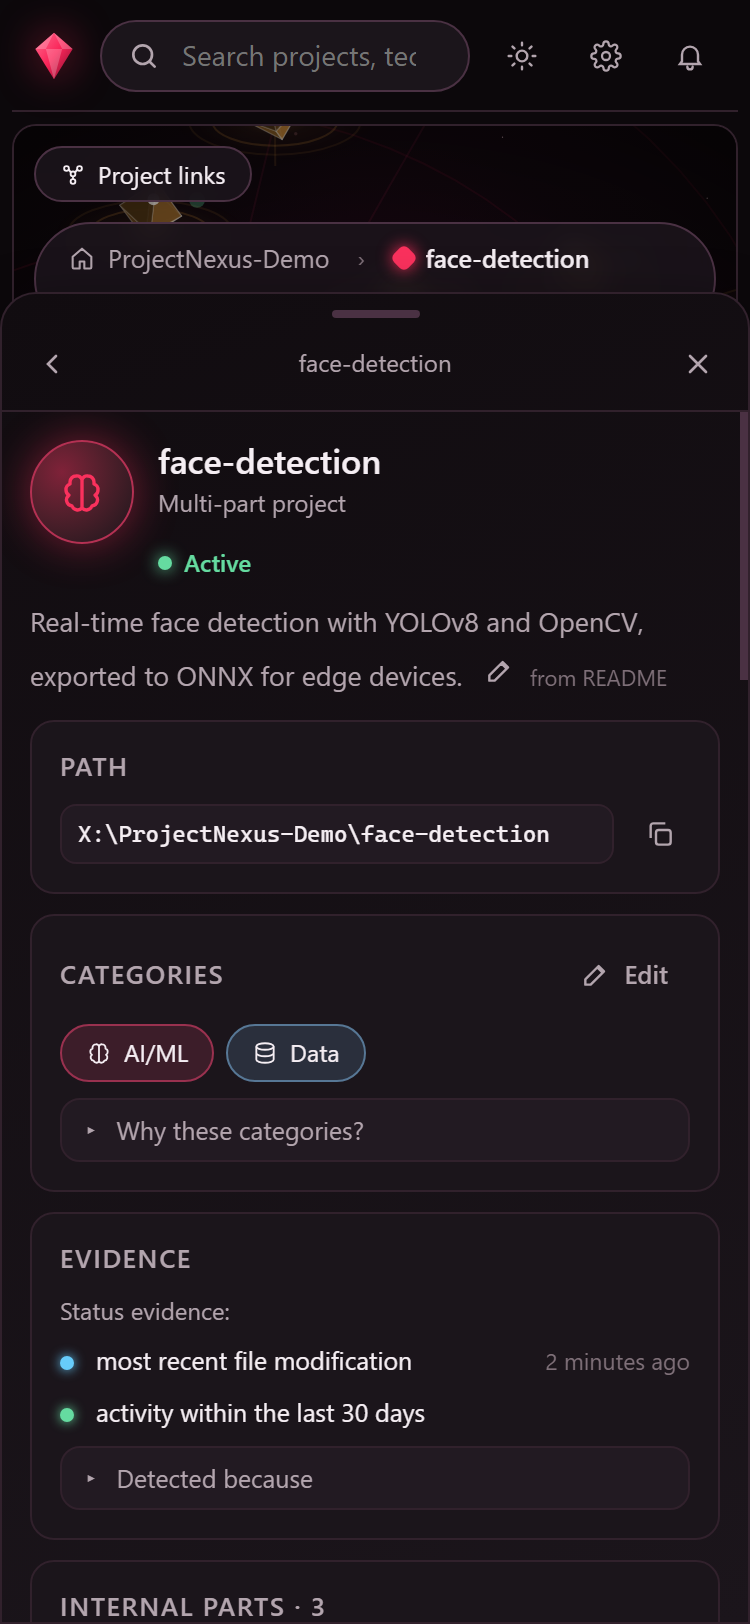 Search projects, tec
Project links
ProjectNexus-Demo › face-detection
face-detection
face-detection
Multi-part project
Active
Real-time face detection with YOLOv8 and OpenCV,
exported to ONNX for edge devices. from README
PATH
X:\ProjectNexus-Demo\face-detection
CATEGORIES Edit
AI/ML Data
Why these categories?
EVIDENCE
Status evidence:
most recent file modification 2 minutes ago
activity within the last 30 days
Detected because
INTERNAL PARTS · 3